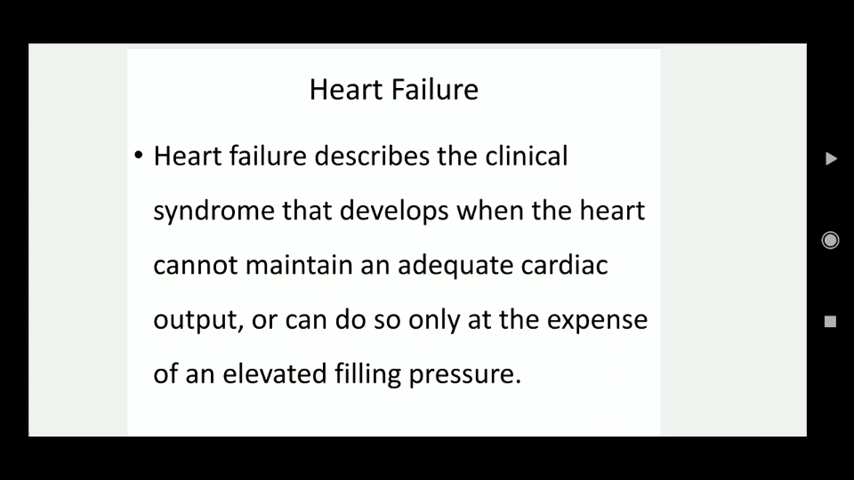 Heart Failure
• Heart failure describes the clinical
syndrome that develops when the heart
cannot maintain an adequate cardiac
output, or can do so only at the expense
of an elevated filling pressure.